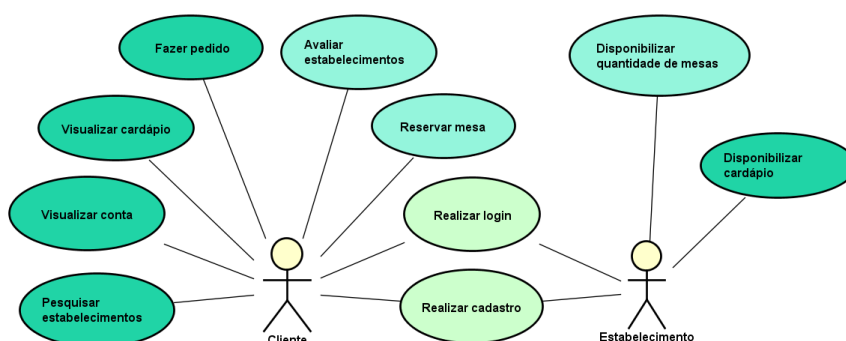 Fazer pedido
Avaliar
estabelecimentos
Disponibilizar
quantidade de mesas
Visualizar cardápio
Reservar mesa
Disponibilizar
cardápio
Visualizar conta
Realizar login
Pesquisar
estabelecimentos
Realizar cadastro
Cliente
Estabelecimento